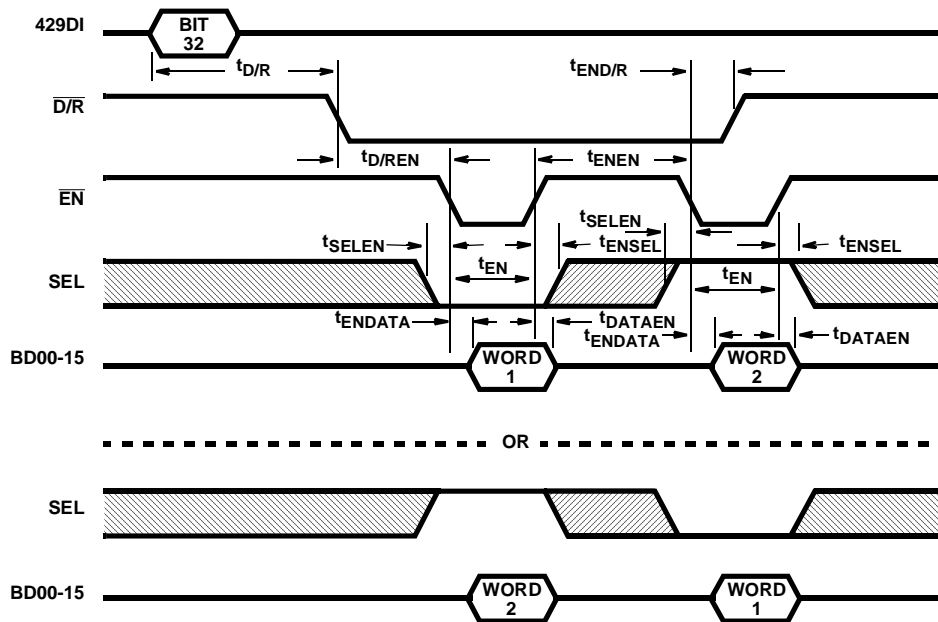 429DI
BIT
32
tD/R
tEND/R
D/R
tD/REN
tENEN
EN
tSELEN
tSELEN
tENSEL
tENSEL
SEL
tEN
tEN
tENDATA
tDATAEN
tENDATA
tDATAEN
BD00-15
WORD
1
WORD
2
OR
SEL
BD00-15
WORD
2
WORD
1